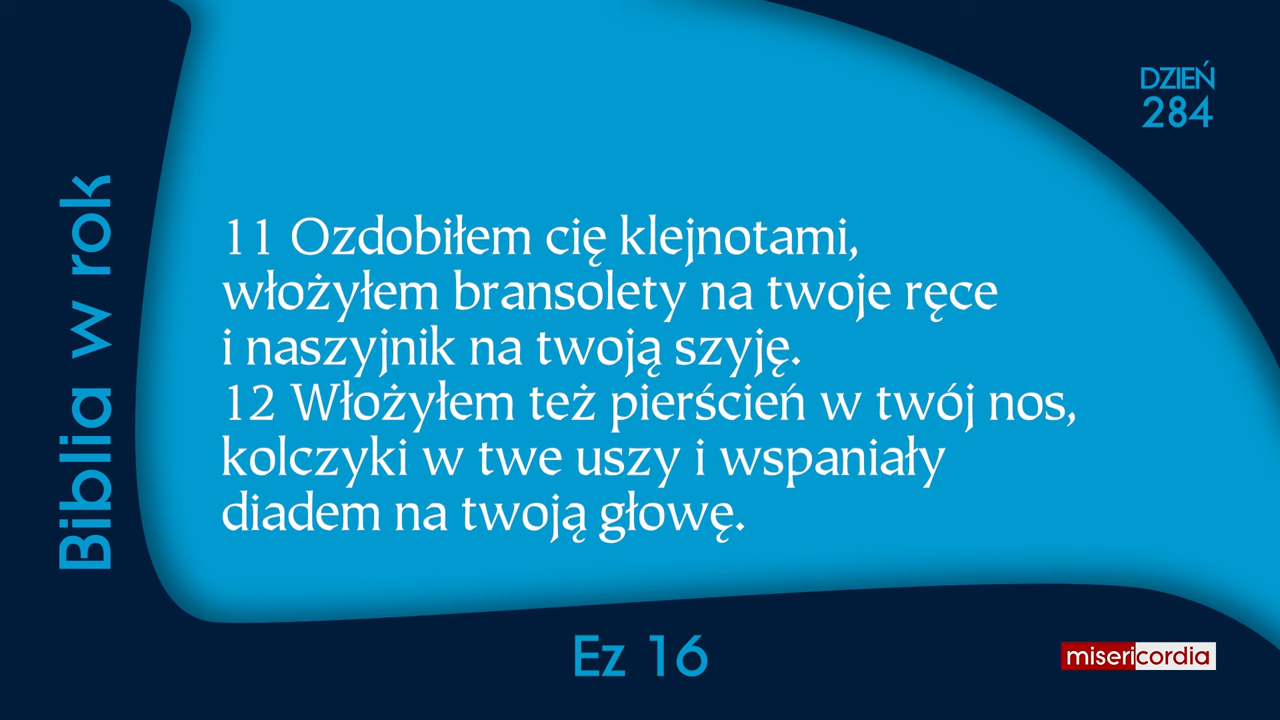 DZIEŃ
284
Biblia w rok
11 Ozdobiłem cię klejnotami,
włożyłem bransolety na twoje ręce
i naszyjnik na twoją szyję.
12 Włożyłem też pierścień w twój nos,
kolczyki w twe uszy i wspaniały
diadem na twoją głowę.
Ez 16
misericordia